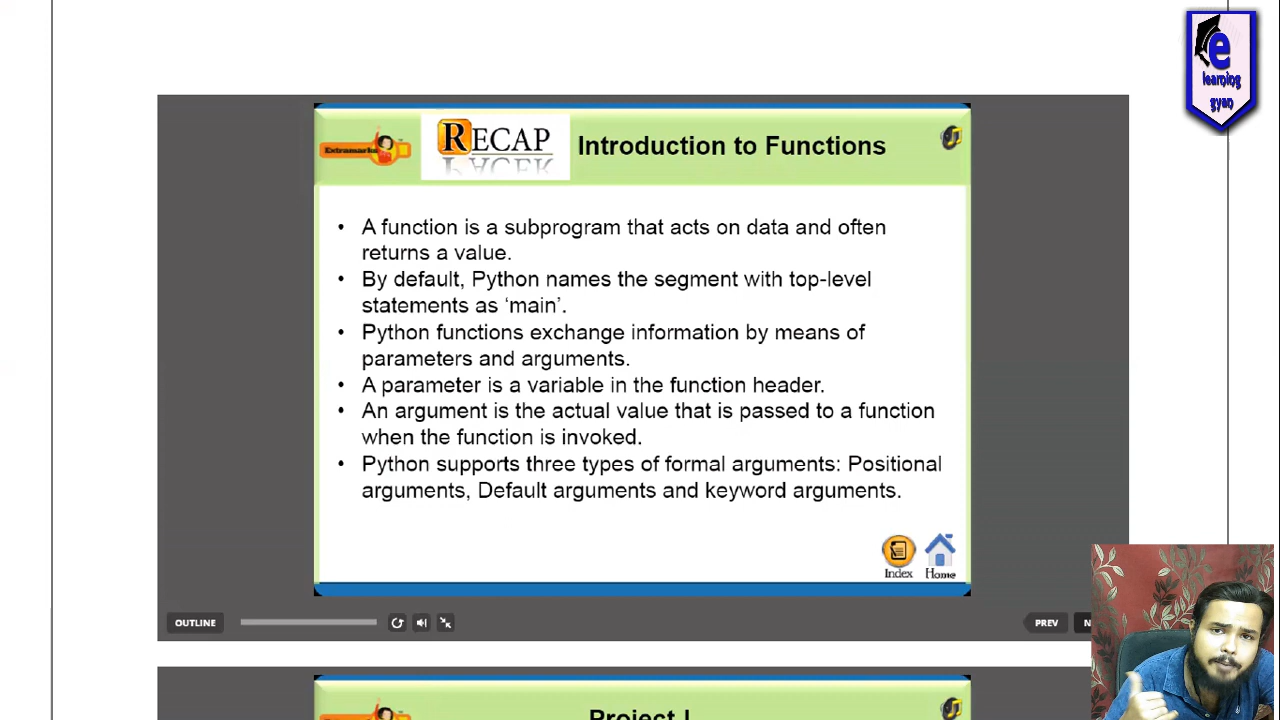 e
learning
gyan
Extramarks
RECAP
Introduction to Functions
• A function is a subprogram that acts on data and often
returns a value.
• By default, Python names the segment with top-level
statements as ‘main’.
• Python functions exchange information by means of
parameters and arguments.
• A parameter is a variable in the function header.
• An argument is the actual value that is passed to a function
when the function is invoked.
• Python supports three types of formal arguments: Positional
arguments, Default arguments and keyword arguments.
Index
Home
OUTLINE
PREV
N
Project I